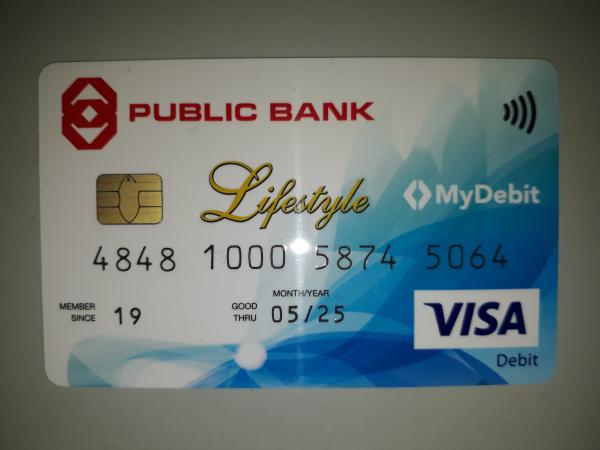 PUBLIC BANK
Lifestyle
MyDebit
4848 1000 5874 5064
MONTH/YEAR
MEMBER SINCE 19 GOOD THRU 05/25
VISA
Debit